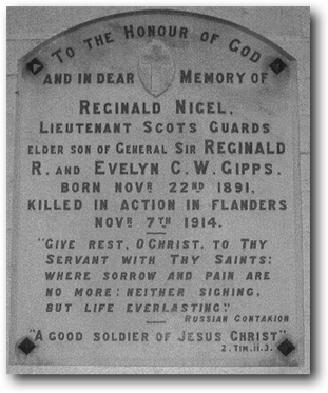 TO THE HONOUR OF GOD
AND IN DEAR MEMORY OF
REGINALD NIGEL,
LIEUTENANT SCOTS GUARDS
ELDER SON OF GENERAL SIR REGINALD
R. AND EVELYN C. W. GIPPS.
BORN NOVR 22ND 1891,
KILLED IN ACTION IN FLANDERS
NOVR 7TH 1914.
"GIVE REST, O CHRIST, TO THY
SERVANT WITH THY SAINTS:
WHERE SORROW AND PAIN ARE
NO MORE: NEITHER SIGHING,
BUT LIFE EVERLASTING."
RUSSIAN CONTAKION
"A GOOD SOLDIER OF JESUS CHRIST"
2. TIM. II. 3.